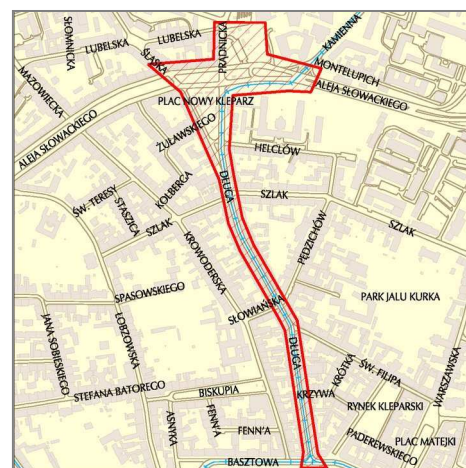 SŁOMNICKA
LUBELSKA
LUBELSKA
ŚLĄSKA
PRĄDNICKA
KAMIENNA
MAZOWIECKA
MONTELUPICH
ALEJA SŁOWACKIEGO
PLAC NOWY KLEPARZ
ALEJA SŁOWACKIEGO
ŻUŁAWSKIEGO
HELCLÓW
DŁUGA
KOLBERGA
ŚW. TERESY
STASZICA
SZLAK
SZLAK
SZLAK
PĘDZICHÓW
KROWODERSKA
SPASOWSKIEGO
PARK JALU KURKA
SŁOWIAŃSKA
JANA SOBIESKIEGO
ŁOBZOWSKA
DŁUGA
KRÓTKA
ŚW. FILIPA
WARSZAWSKA
STEFANA BATOREGO
BISKUPIA
KRZYWA
RYNEK KLEPARSKI
ASNYKA
FENN'A
FENN'A
PADEREWSKIEGO
PLAC MATEJKI
BASZTOWA